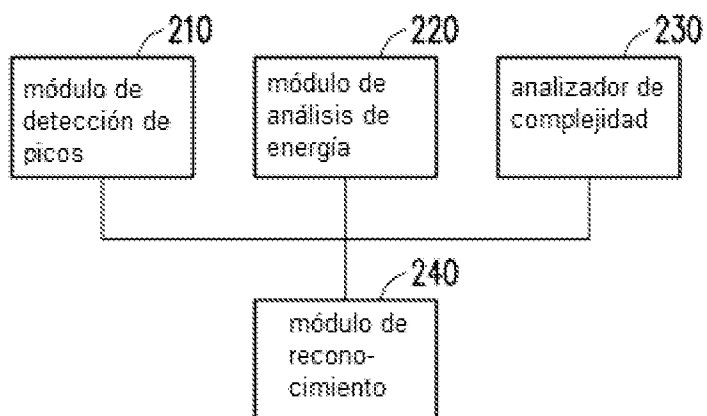 210
220
230
módulo de
detección de
picos
módulo de
análisis de
energía
analizador de
complejidad
240
módulo de
recono-
cimiento